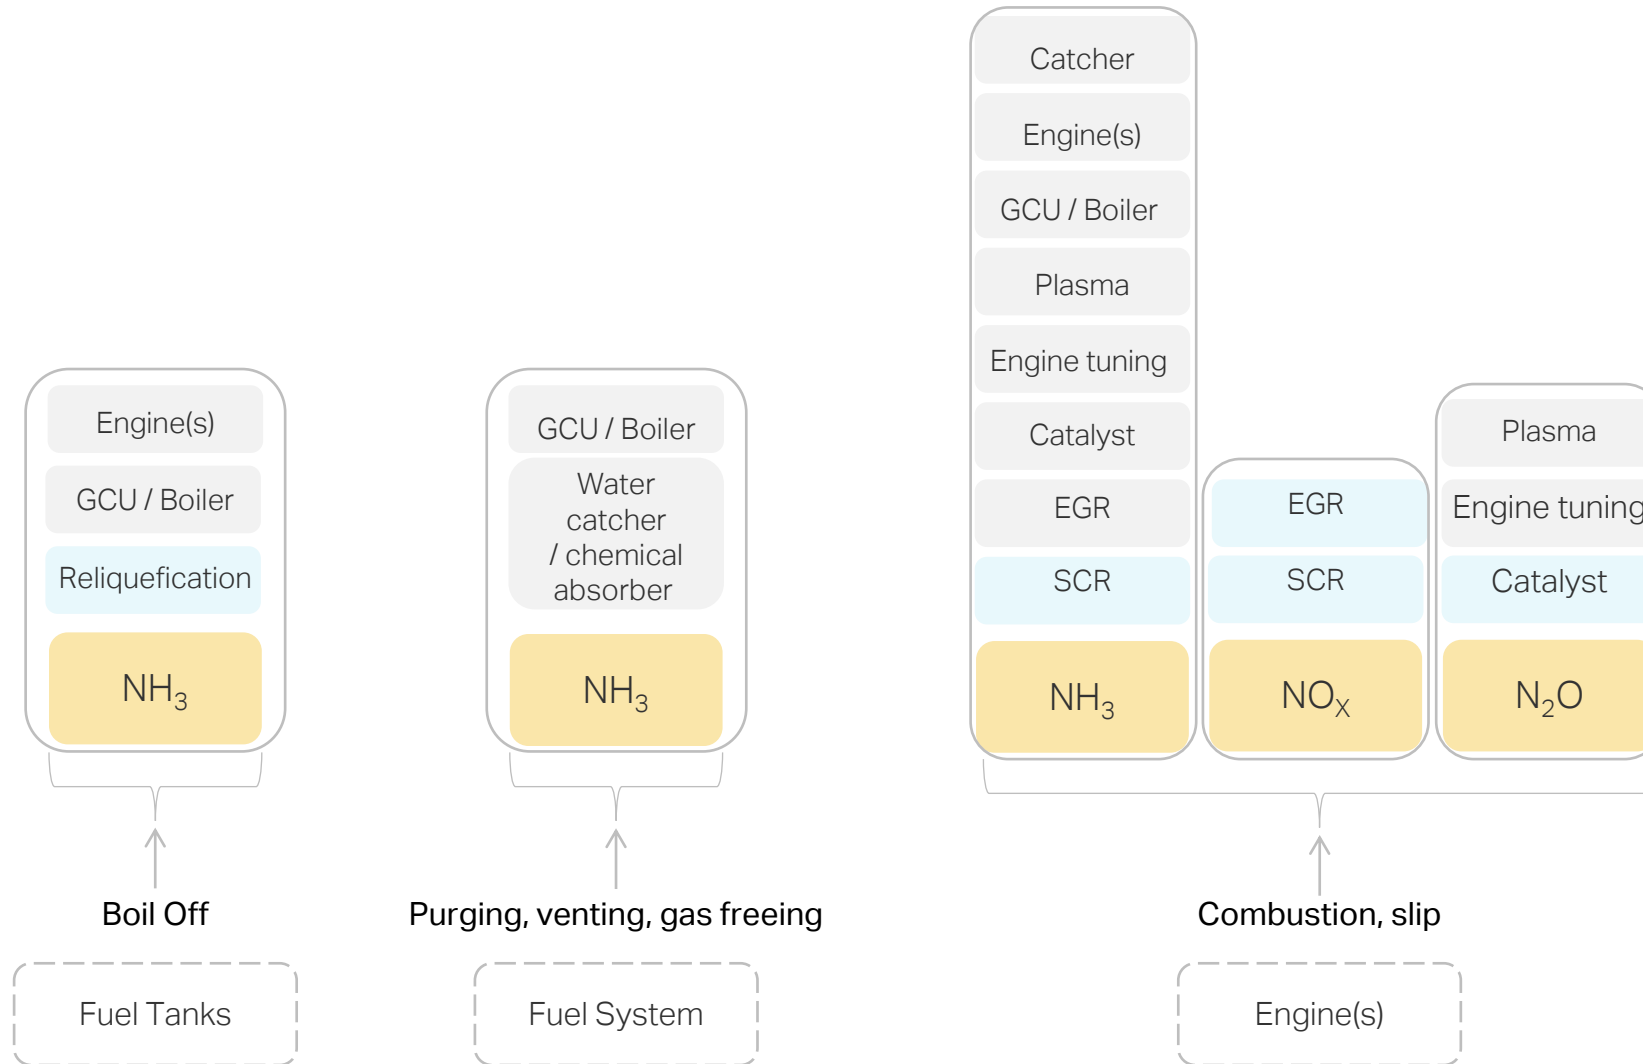 Engine(s)
GCU / Boiler
Reliquefication
NH₃
Boil Off
Fuel Tanks
GCU / Boiler
Water
catcher
/ chemical
absorber
NH₃
Purging, venting, gas freeing
Fuel System
Catcher
Engine(s)
GCU / Boiler
Plasma
Engine tuning
Catalyst
EGR
SCR
NH₃
EGR
SCR
NOₓ
Plasma
Engine tuning
Catalyst
N₂O
Combustion, slip
Engine(s)